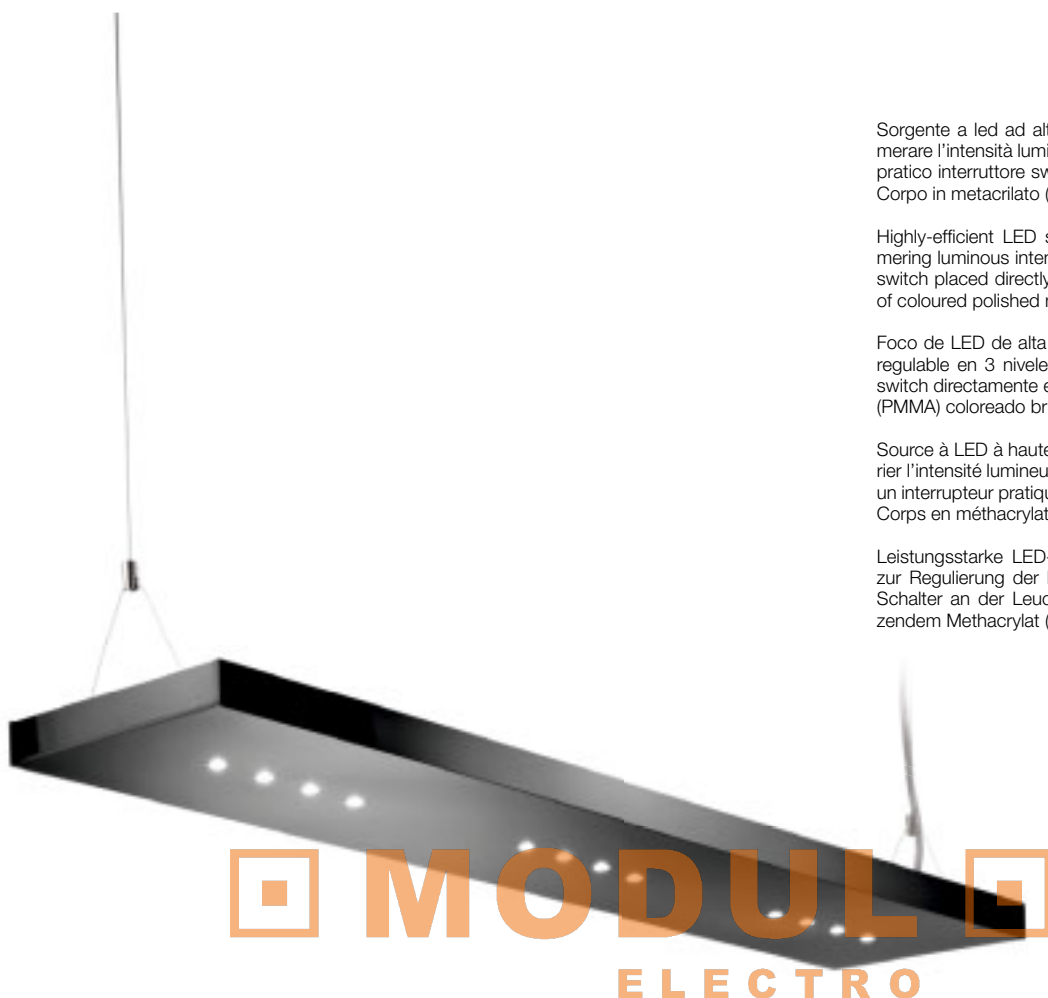 Sorgente a led ad alt
merare l'intensità lumi
pratico interruttore sw
Corpo in metacrilato (
Highly-efficient LED s
mering luminous inter
switch placed directly
of coloured polished r
Foco de LED de alta
regulable en 3 nivele
switch directamente e
(PMMA) coloreado br
Source à LED à haute
rier l'intensité lumineu
un interrupteur pratiqu
Corps en méthacrylat
Leistungsstarke LED-
zur Regulierung der
Schalter an der Leuc
zendem Methacrylat (
MODUL
ELECTRO